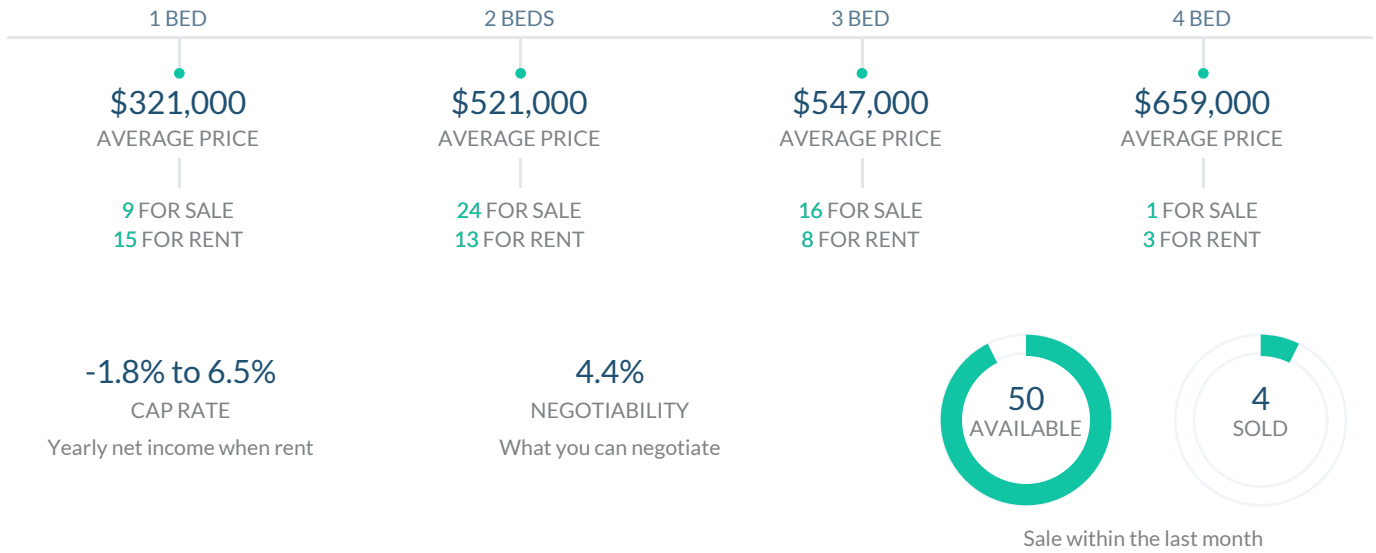 1 BED
2 BEDS
3 BED
4 BED
$321,000
AVERAGE PRICE
9 FOR SALE
15 FOR RENT
$521,000
AVERAGE PRICE
24 FOR SALE
13 FOR RENT
$547,000
AVERAGE PRICE
16 FOR SALE
8 FOR RENT
$659,000
AVERAGE PRICE
1 FOR SALE
3 FOR RENT
-1.8% to 6.5%
CAP RATE
Yearly net income when rent
4.4%
NEGOTIABILITY
What you can negotiate
50
AVAILABLE
4
SOLD
Sale within the last month